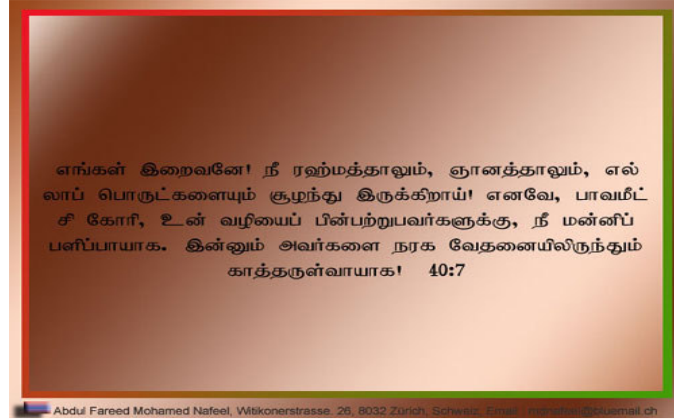 எங்கள் இறைவனே! நீ ரஹ்மத்தாலும், ஞானத்தாலும், எல்
லாப் பொருட்களையும் சூழந்து இருக்கிறாய்! எனவே, பாவமீட்
சி கோரி, உன் வழியைப் பின்பற்றுபவர்களுக்கு, நீ மன்னிப்
பளிப்பாயாக. இன்னும் அவர்களை நரக வேதனையிலிருந்தும்
காத்தருள்வாயாக! 40:7
Abdul Fareed Mohamed Nafeel, Witikonerstrasse. 26, 8032 Zürich, Schweiz, Email